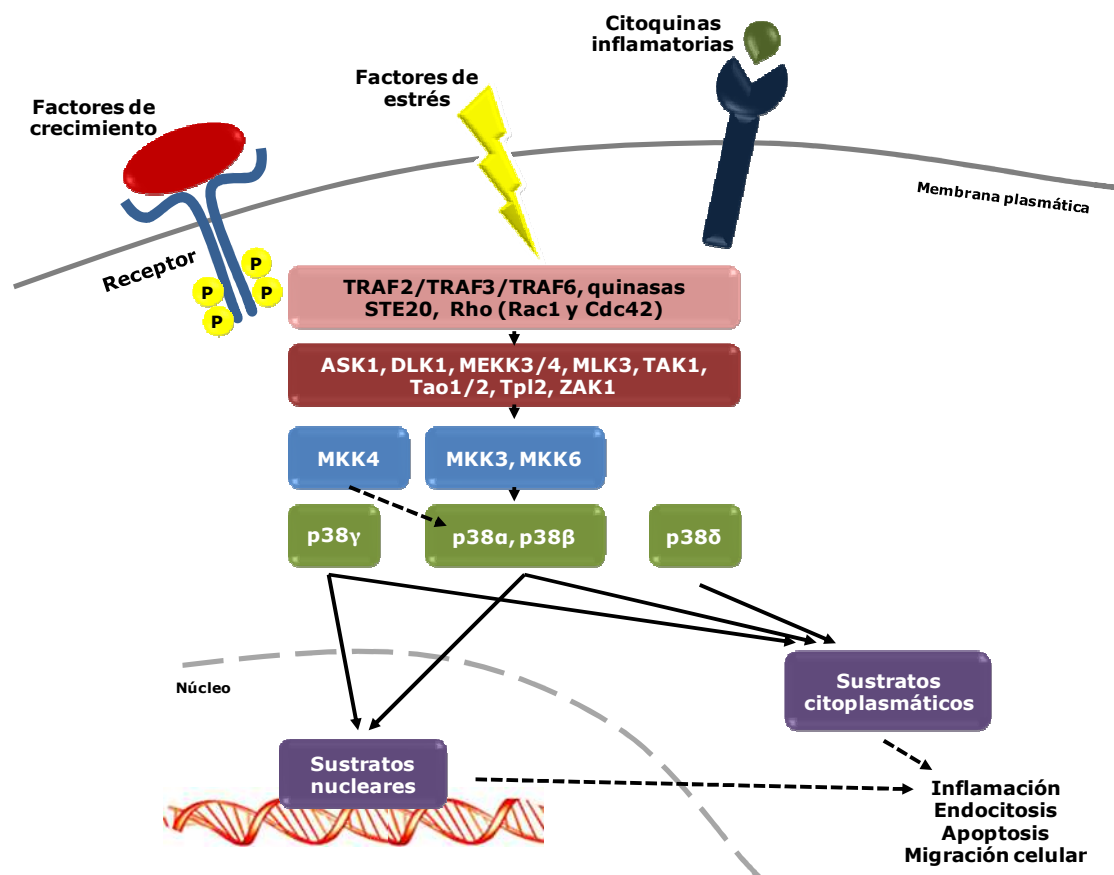 Citoquinas
inflamatorias
Factores de
estrés
Factores de
crecimiento
Membrana plasmática
Receptor
P
P
P
P
TRAF2/TRAF3/TRAF6, quinasas
STE20, Rho (Rac1 y Cdc42)
ASK1, DLK1, MEKK3/4, MLK3, TAK1,
Tao1/2, Tpl2, ZAK1
MKK4
MKK3, MKK6
p38γ
p38α, p38β
p38δ
Sustratos
citoplasmáticos
Núcleo
Sustratos
nucleares
Inflamación
Endocitosis
Apoptosis
Migración celular